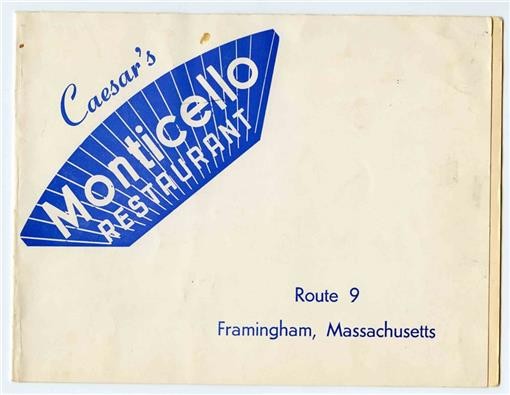 Caesar's
Monticello
RESTAURANT
Route 9
Framingham, Massachusetts